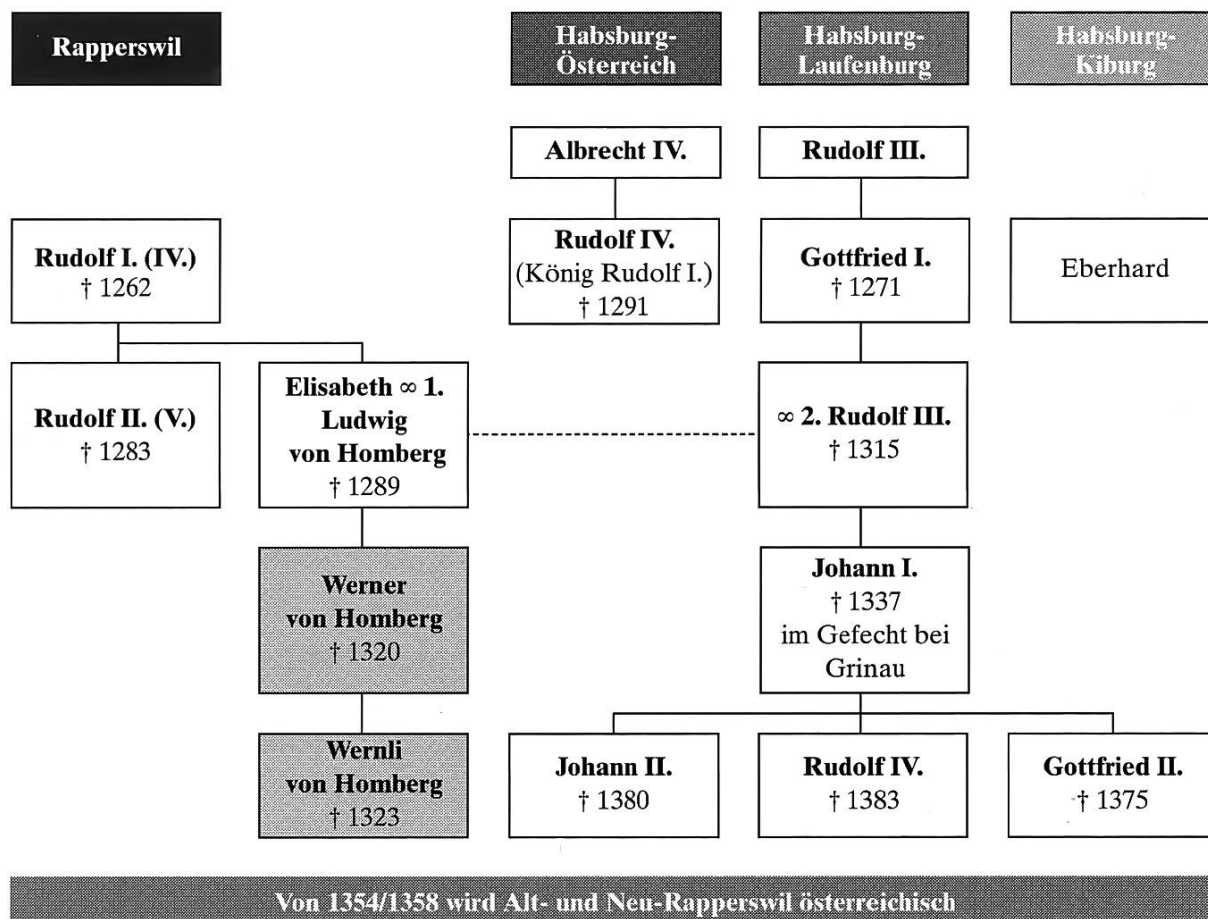 Rapperswil
Habsburg-
Österreich
Habsburg-
Laufenburg
Habsburg-
Kiburg
Albrecht IV.
Rudolf III.
Rudolf I. (IV.)
† 1262
Rudolf IV.
(König Rudolf I.)
† 1291
Gottfried I.
† 1271
Eberhard
Rudolf II. (V.)
† 1283
Elisabeth ∞ 1.
Ludwig
von Homberg
† 1289
∞ 2. Rudolf III.
† 1315
Werner
von Homberg
† 1320
Johann I.
† 1337
im Gefecht bei
Grinau
Wernli
von Homberg
† 1323
Johann II.
† 1380
Rudolf IV.
† 1383
Gottfried II.
† 1375
Von 1354/1358 wird Alt- und Neu-Rapperswil österreichisch